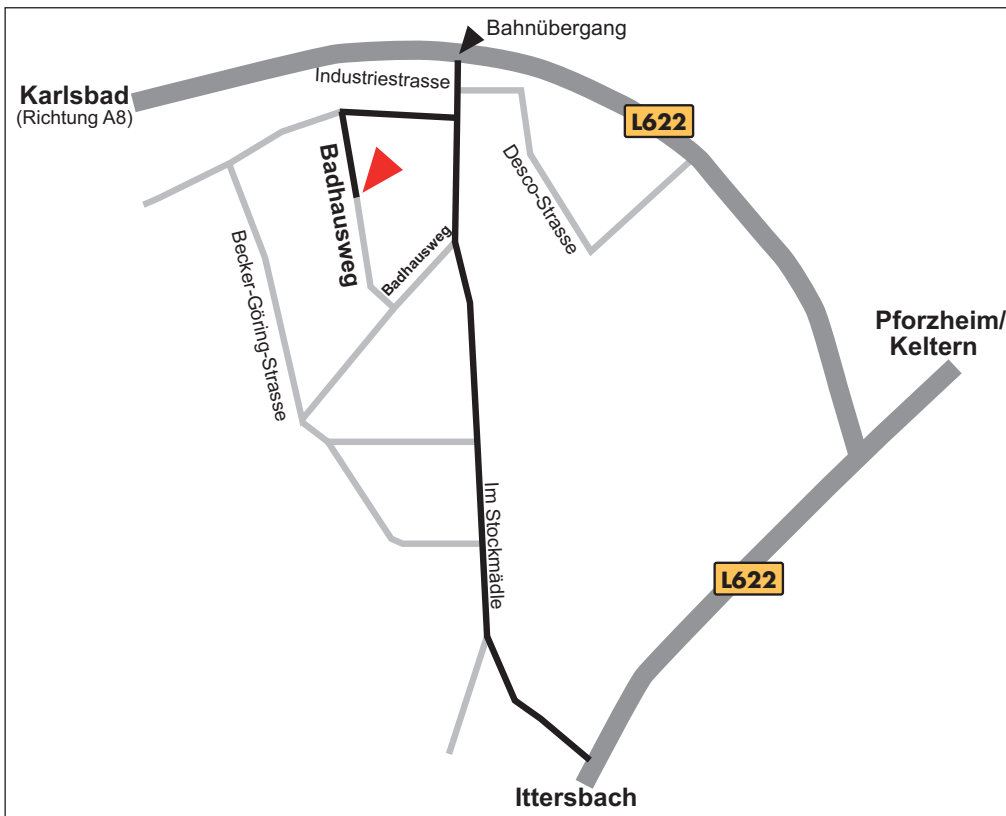 Bahnübergang
Industriestrasse
Karlsbad
(Richtung A8)
L622
Badhausweg
Desco-Strasse
Badhausweg
Becker-Göring-Strasse
Pforzheim/
Keltern
Im Stockmädle
L622
Ittersbach